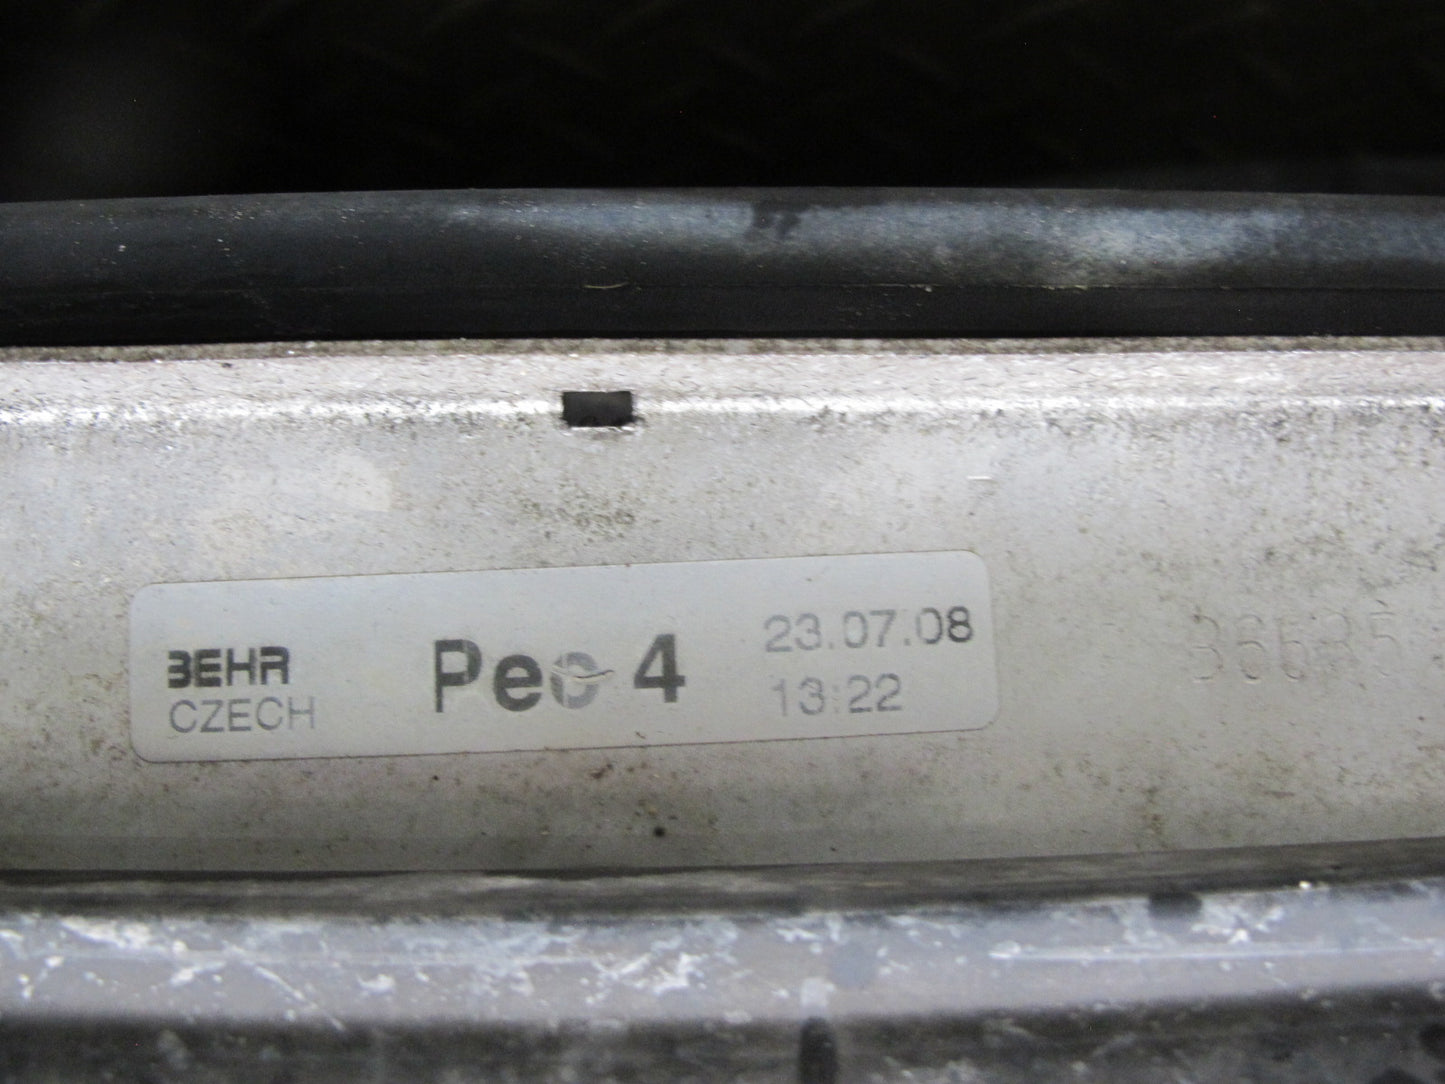 BEHR
CZECH
Pec 4
23.07.08
13:22